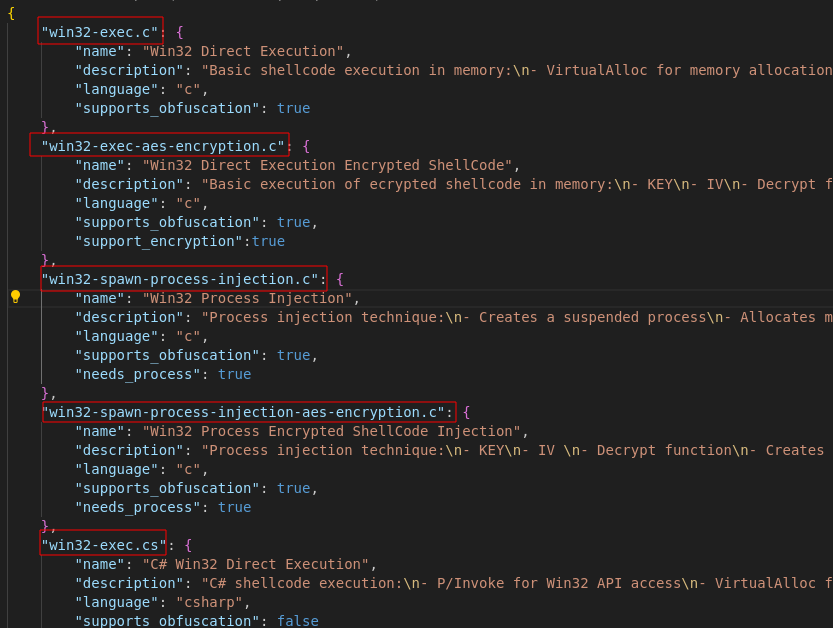 {
"win32-exec.c": {
"name": "Win32 Direct Execution",
"description": "Basic shellcode execution in memory:\n- VirtualAlloc for memory allocation
"language": "c",
"supports_obfuscation": true
},
"win32-exec-aes-encryption.c": {
"name": "Win32 Direct Execution Encrypted ShellCode",
"description": "Basic execution of ecrypted shellcode in memory:\n- KEY\n- IV\n- Decrypt f
"language": "c",
"supports_obfuscation": true,
"support_encryption":true
},
"win32-spawn-process-injection.c": {
"name": "Win32 Process Injection",
"description": "Process injection technique:\n- Creates a suspended process\n- Allocates m
"language": "c",
"supports_obfuscation": true,
"needs_process": true
},
"win32-spawn-process-injection-aes-encryption.c": {
"name": "Win32 Process Encrypted ShellCode Injection",
"description": "Process injection technique:\n- KEY\n- IV \n- Decrypt function\n- Creates
"language": "c",
"supports_obfuscation": true,
"needs_process": true
},
"win32-exec.cs": {
"name": "C# Win32 Direct Execution",
"description": "C# shellcode execution:\n- P/Invoke for Win32 API access\n- VirtualAlloc f
"language": "csharp",
"supports_obfuscation": false